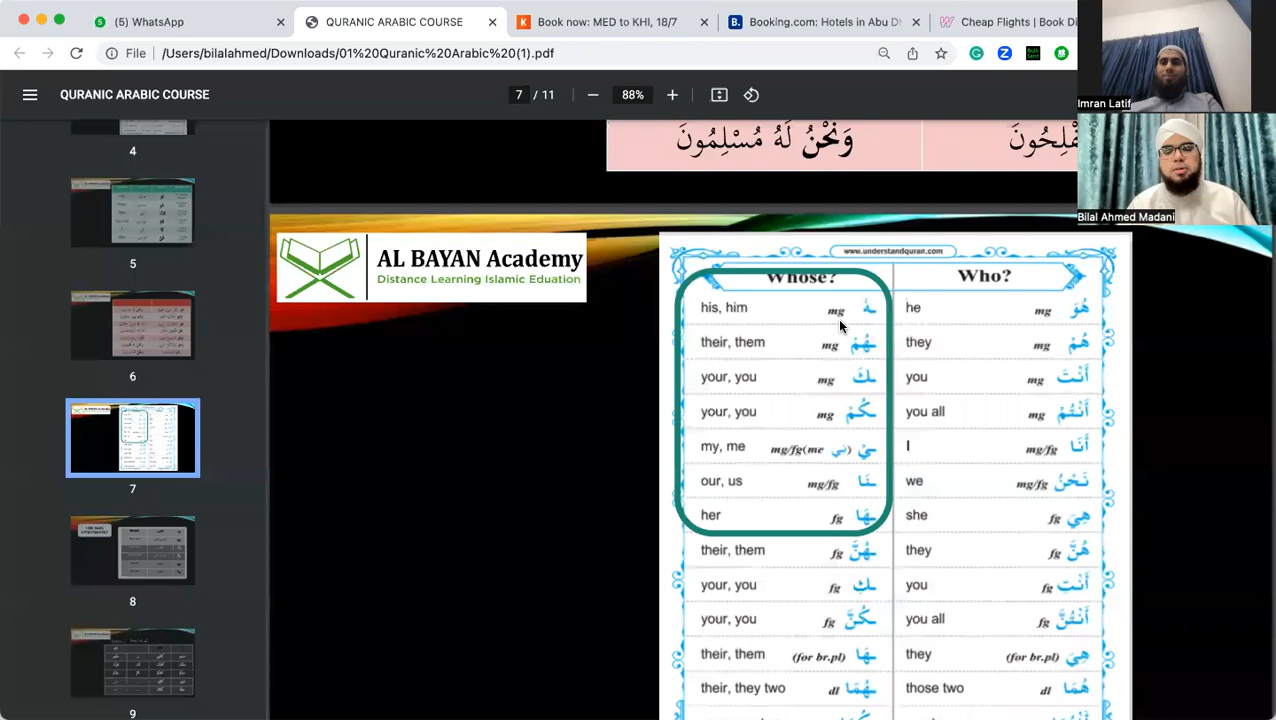 (5) WhatsApp
QURANIC ARABIC COURSE
Book now: MED to KHI, 18/7
Booking.com: Hotels in Abu Dh
Cheap Flights | Book Di
File /Users/bilalahmed/Downloads/01%20Quranic%20Arabic%20(1).pdf
QURANIC ARABIC COURSE
7 / 11
88%
Imran Latif
Bilal Ahmed Madani
4
5
6
7
8
9
وَنَحْنُ لَهُ مُسْلِمُونَ
AL BAYAN Academy
Distance Learning Islamic Eduation
www.understandquran.com
Whose? Who?
his, him mg ـهُ he mg هُوَ
their, them mg ـهُمْ they mg هُمْ
your, you mg ـكَ you mg أَنْتَ
your, you mg ـكُمْ you all mg أَنْتُمْ
my, me mg/fg(me ـنِي) ـِي I mg/fg أَنَا
our, us mg/fg ـنَا we mg/fg نَحْنُ
her fg ـهَا she fg هِيَ
their, them fg ـهُنَّ they fg هُنَّ
your, you fg ـكِ you fg أَنْتِ
your, you fg ـكُنَّ you all fg أَنْتُنَّ
their, them (for br.pl) ـهَا they (for br.pl) هِيَ
their, they two dl ـهُمَا those two dl هُمَا